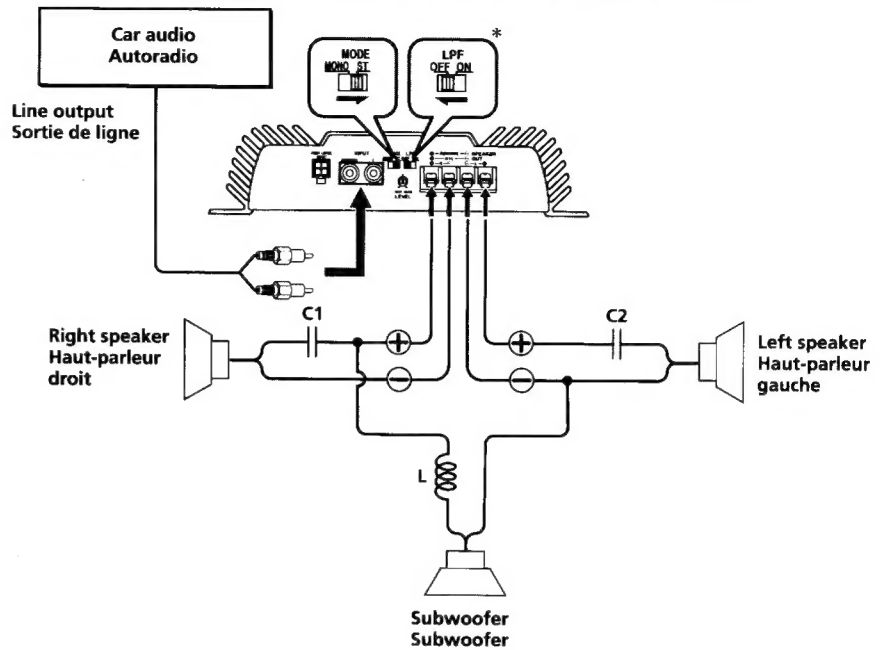 Car audio
Autoradio
*
MODE
MONO ST
LPF
OFF ON
Line output
Sortie de ligne
INPUT
SPEAKER
OUT
LEVEL
C1
C2
Right speaker
Haut-parleur
droit
+
+
Left speaker
Haut-parleur
gauche
−
−
L
Subwoofer
Subwoofer